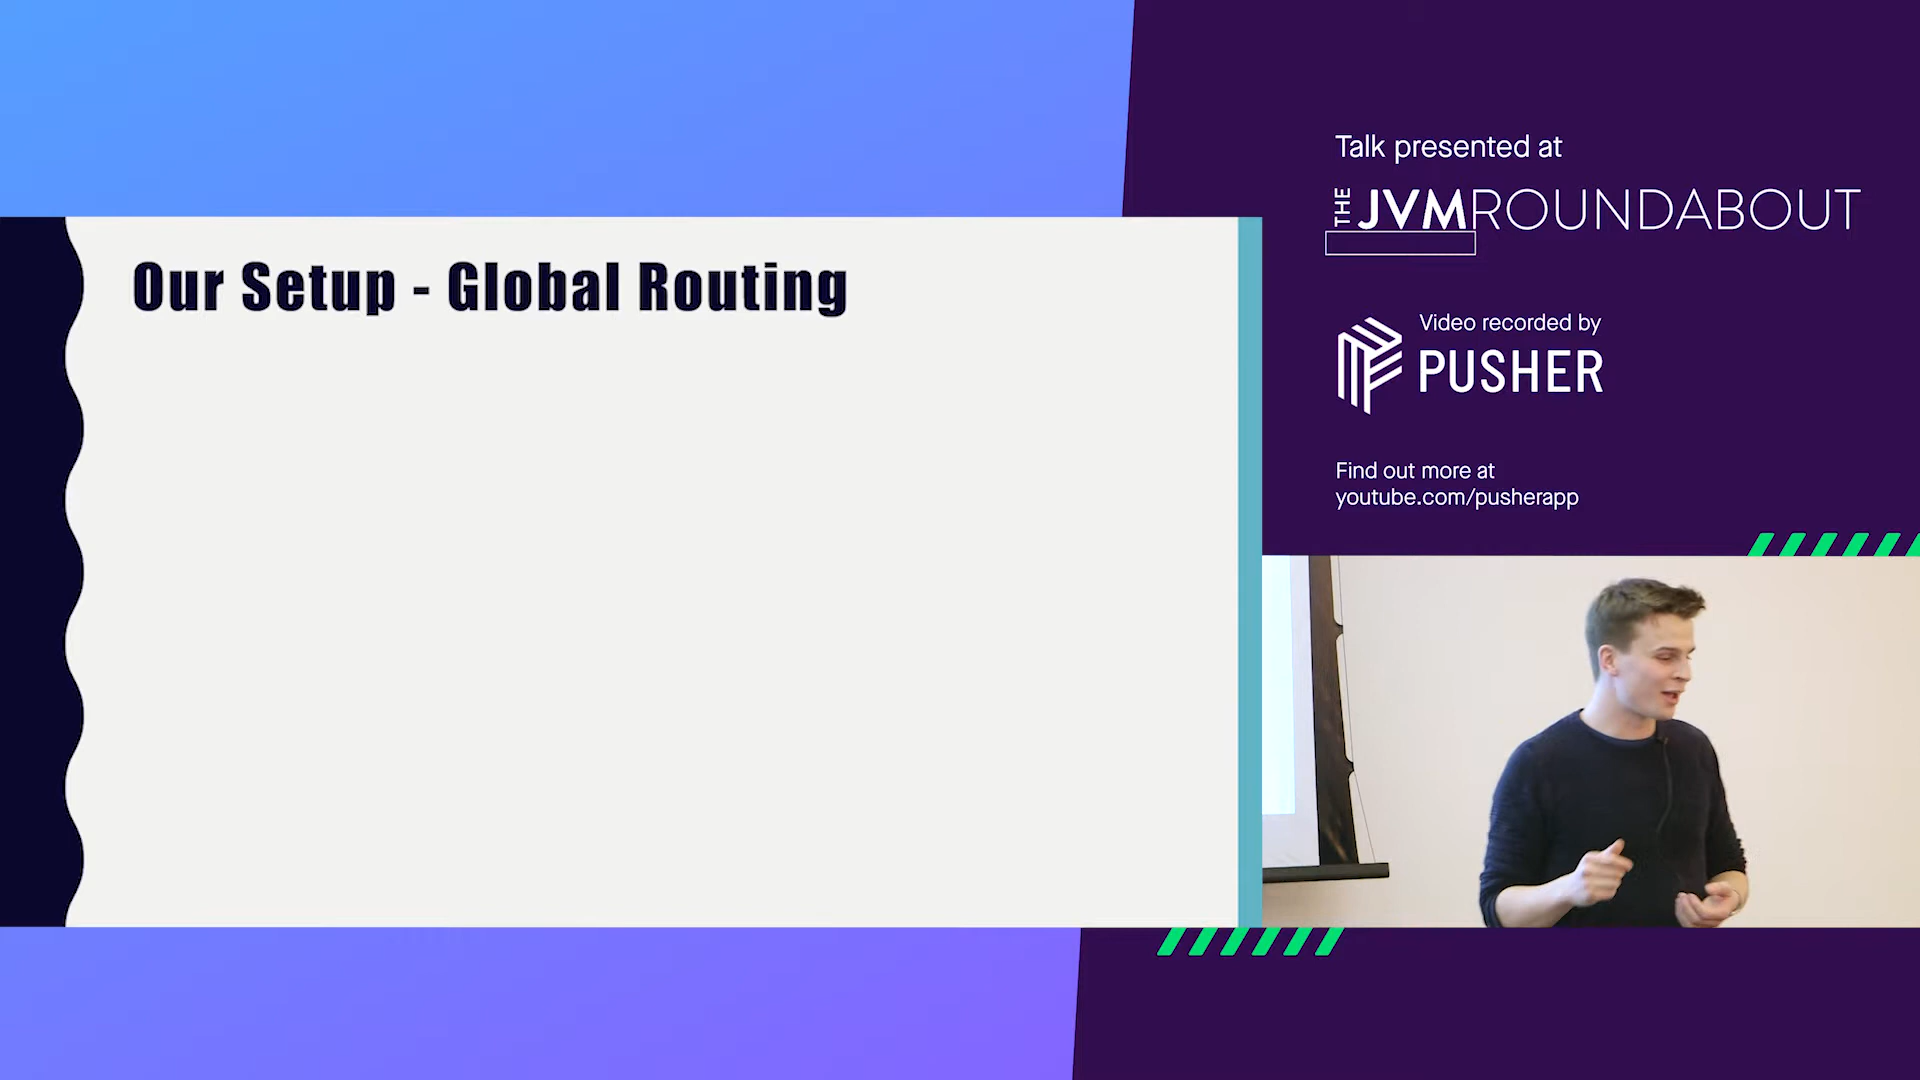 Our Setup - Global Routing
Talk presented at
THE JVMROUNDABOUT
Video recorded by
PUSHER
Find out more at
youtube.com/pusherapp